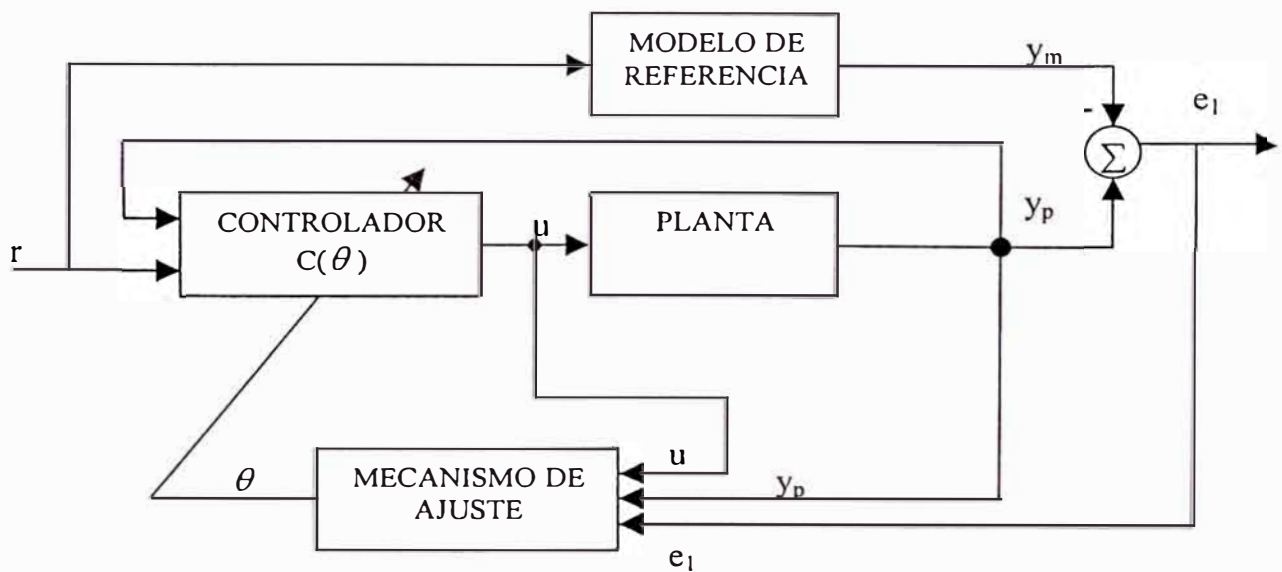 MODELO DE
REFERENCIA
y_m
-
e_1
Σ
CONTROLADOR
C(θ)
u
PLANTA
y_p
r
θ
MECANISMO DE
AJUSTE
u
y_p
e_1